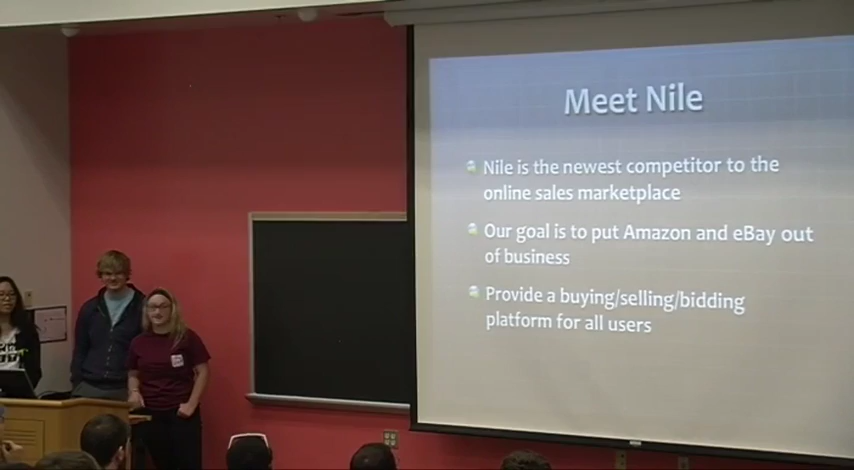 Meet Nile
Nile is the newest competitor to the
online sales marketplace
Our goal is to put Amazon and eBay out
of business
Provide a buying/selling/bidding
platform for all users